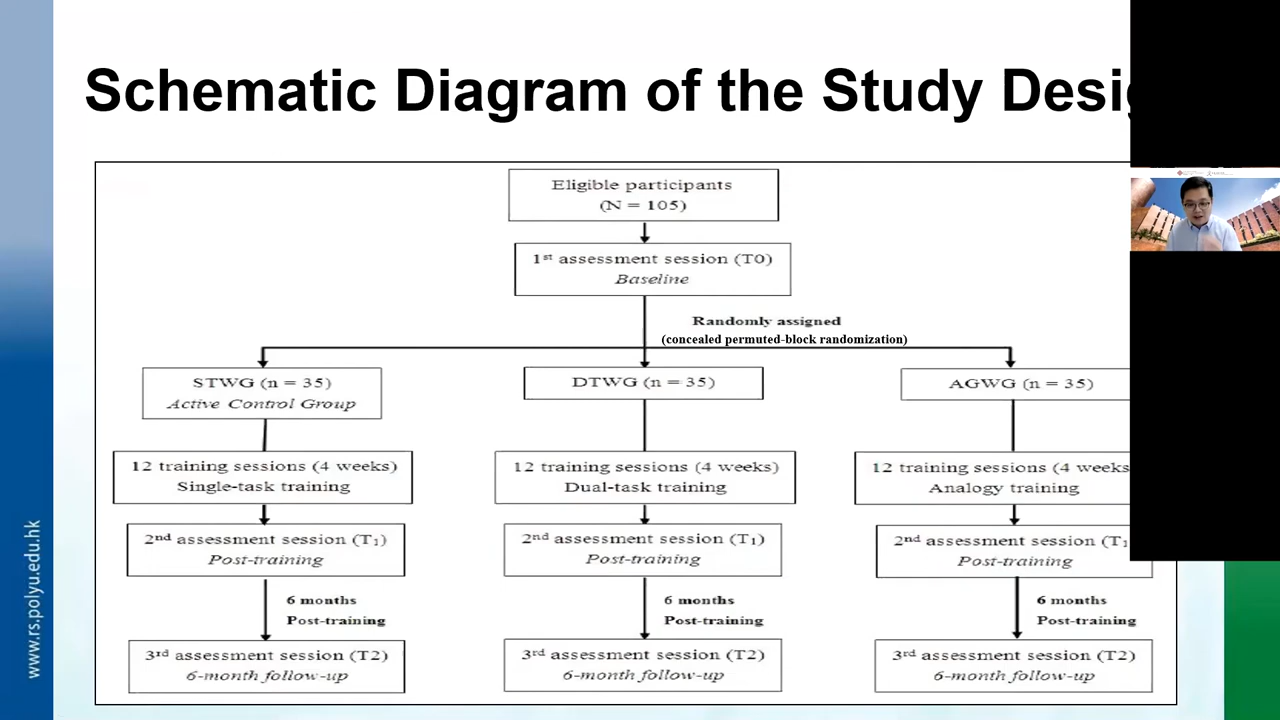 Schematic Diagram of the Study Desig
Eligible participants
(N = 105)
1st assessment session (T0)
Baseline
Randomly assigned
(concealed permuted-block randomization)
STWG (n = 35)
Active Control Group
DTWG (n = 35)
AGWG (n = 35)
12 training sessions (4 weeks)
Single-task training
12 training sessions (4 weeks)
Dual-task training
12 training sessions (4 weeks
Analogy training
2nd assessment session (T1)
Post-training
2nd assessment session (T1)
Post-training
2nd assessment session (T1
Post-training
6 months
Post-training
6 months
Post-training
6 months
Post-training
3rd assessment session (T2)
6-month follow-up
3rd assessment session (T2)
6-month follow-up
3rd assessment session (T2)
6-month follow-up
www.rs.polyu.edu.hk